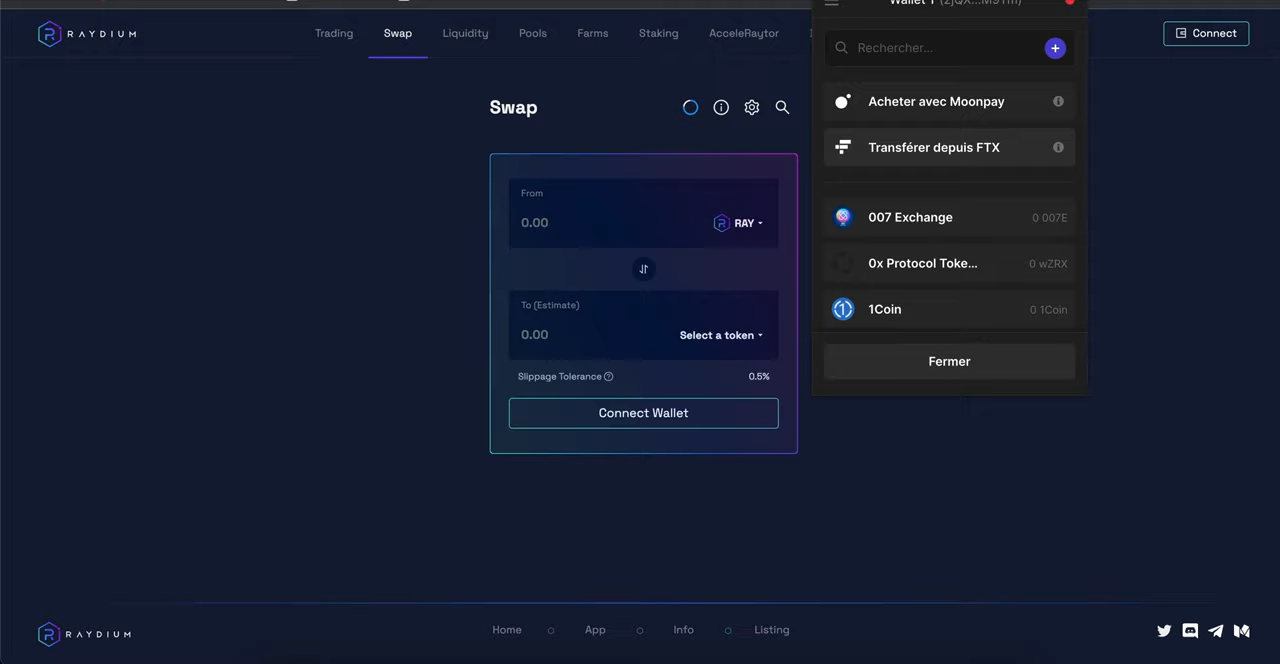 RAYDIUM
Trading
Swap
Liquidity
Pools
Farms
Staking
AcceleRaytor
Connect
Rechercher...
Acheter avec Moonpay
Transférer depuis FTX
007 Exchange
0 007E
0x Protocol Toke...
0 wZRX
1Coin
0 1Coin
Fermer
Swap
From
0.00
RAY
To (Estimate)
0.00
Select a token
Slippage Tolerance
0.5%
Connect Wallet
RAYDIUM
Home
App
Info
Listing